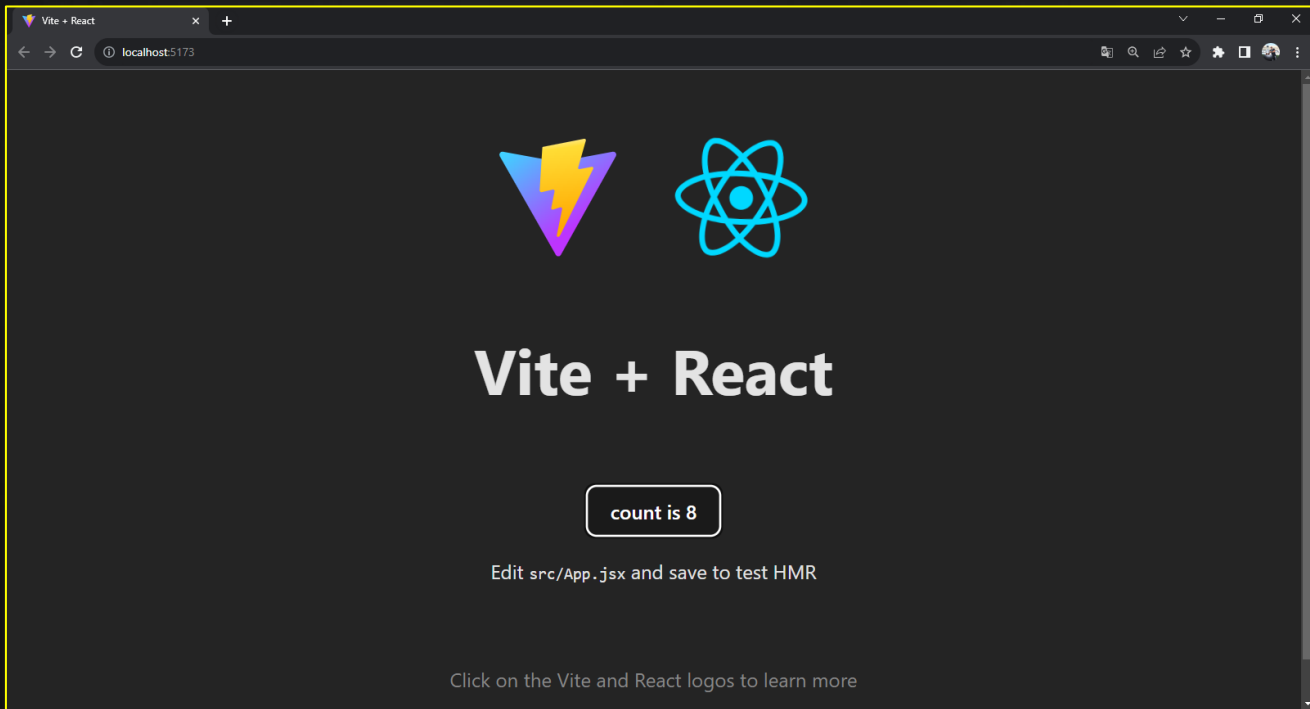 Vite + React
localhost:5173
Vite + React
count is 8
Edit src/App.jsx and save to test HMR
Click on the Vite and React logos to learn more